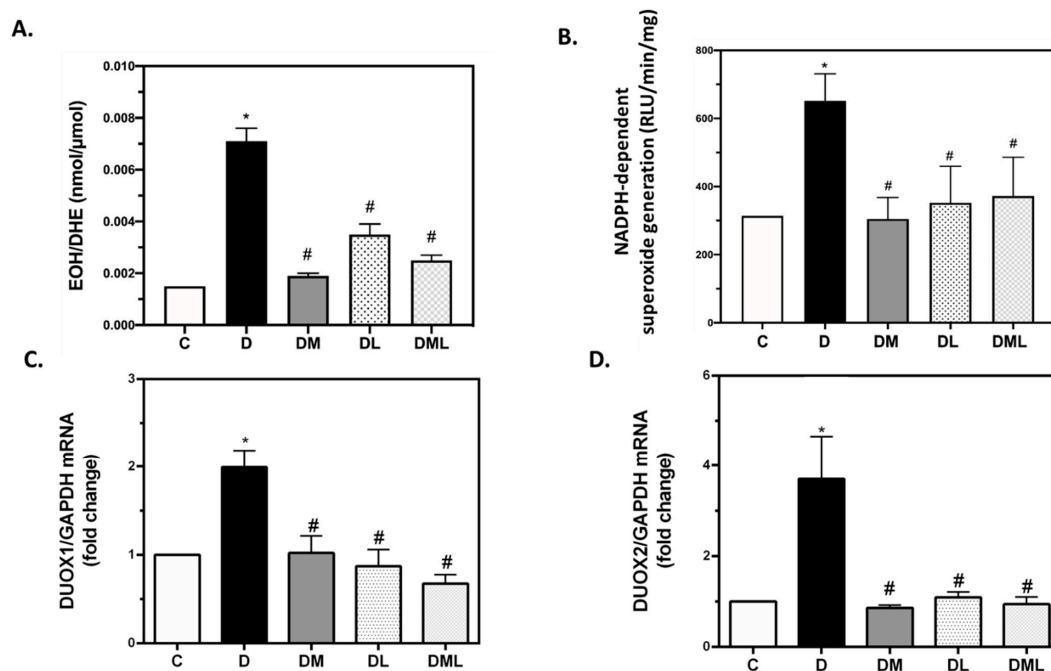 A.
EOH/DHE (nmol/μmol)
0.010
0.008
0.006
0.004
0.002
0.000
*
#
#
#
C D DM DL DML
B.
NADPH-dependent
superoxide generation (RLU/min/mg)
800
600
400
200
0
*
#
#
#
C D DM DL DML
C.
DUOX1/GAPDH mRNA
(fold change)
3
2
1
0
*
#
#
#
C D DM DL DML
D.
DUOX2/GAPDH mRNA
(fold change)
6
4
2
0
*
#
#
#
C D DM DL DML